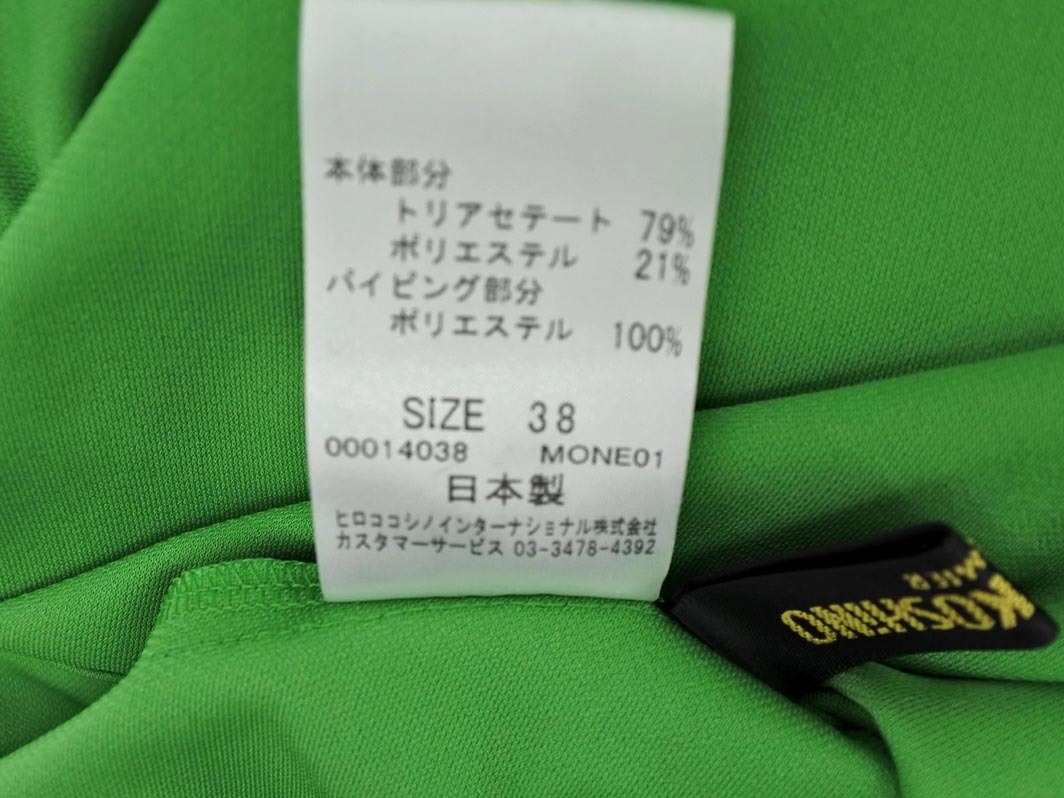 本体部分
トリアセテート 79%
ポリエステル 21%
パイピング部分
ポリエステル 100%
SIZE 38
00014038 MONE01
日本製
ヒロココシノインターナショナル株式会社
カスタマーサービス 03-3478-4392
KOSHINO